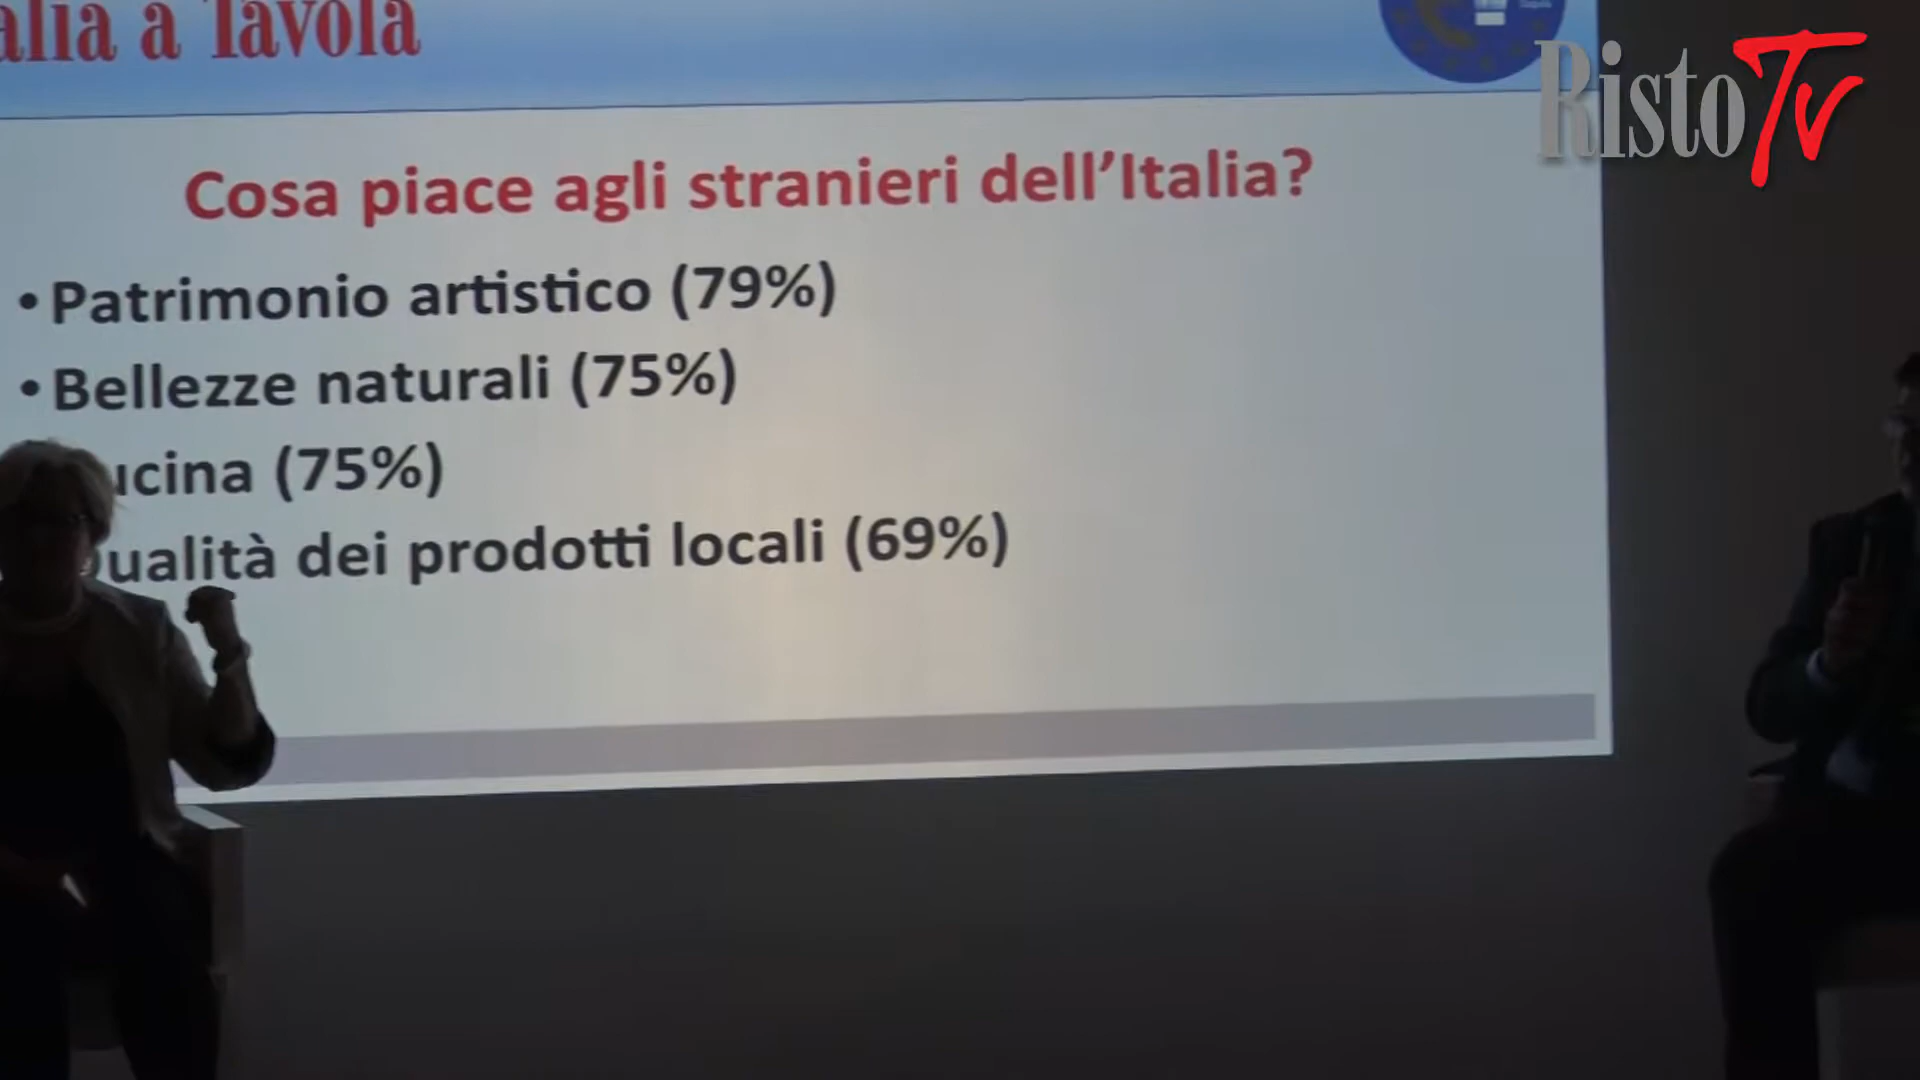 alia a Tavola
RistoTv
Cosa piace agli stranieri dell'Italia?
•Patrimonio artistico (79%)
•Bellezze naturali (75%)
ucina (75%)
ualità dei prodotti locali (69%)